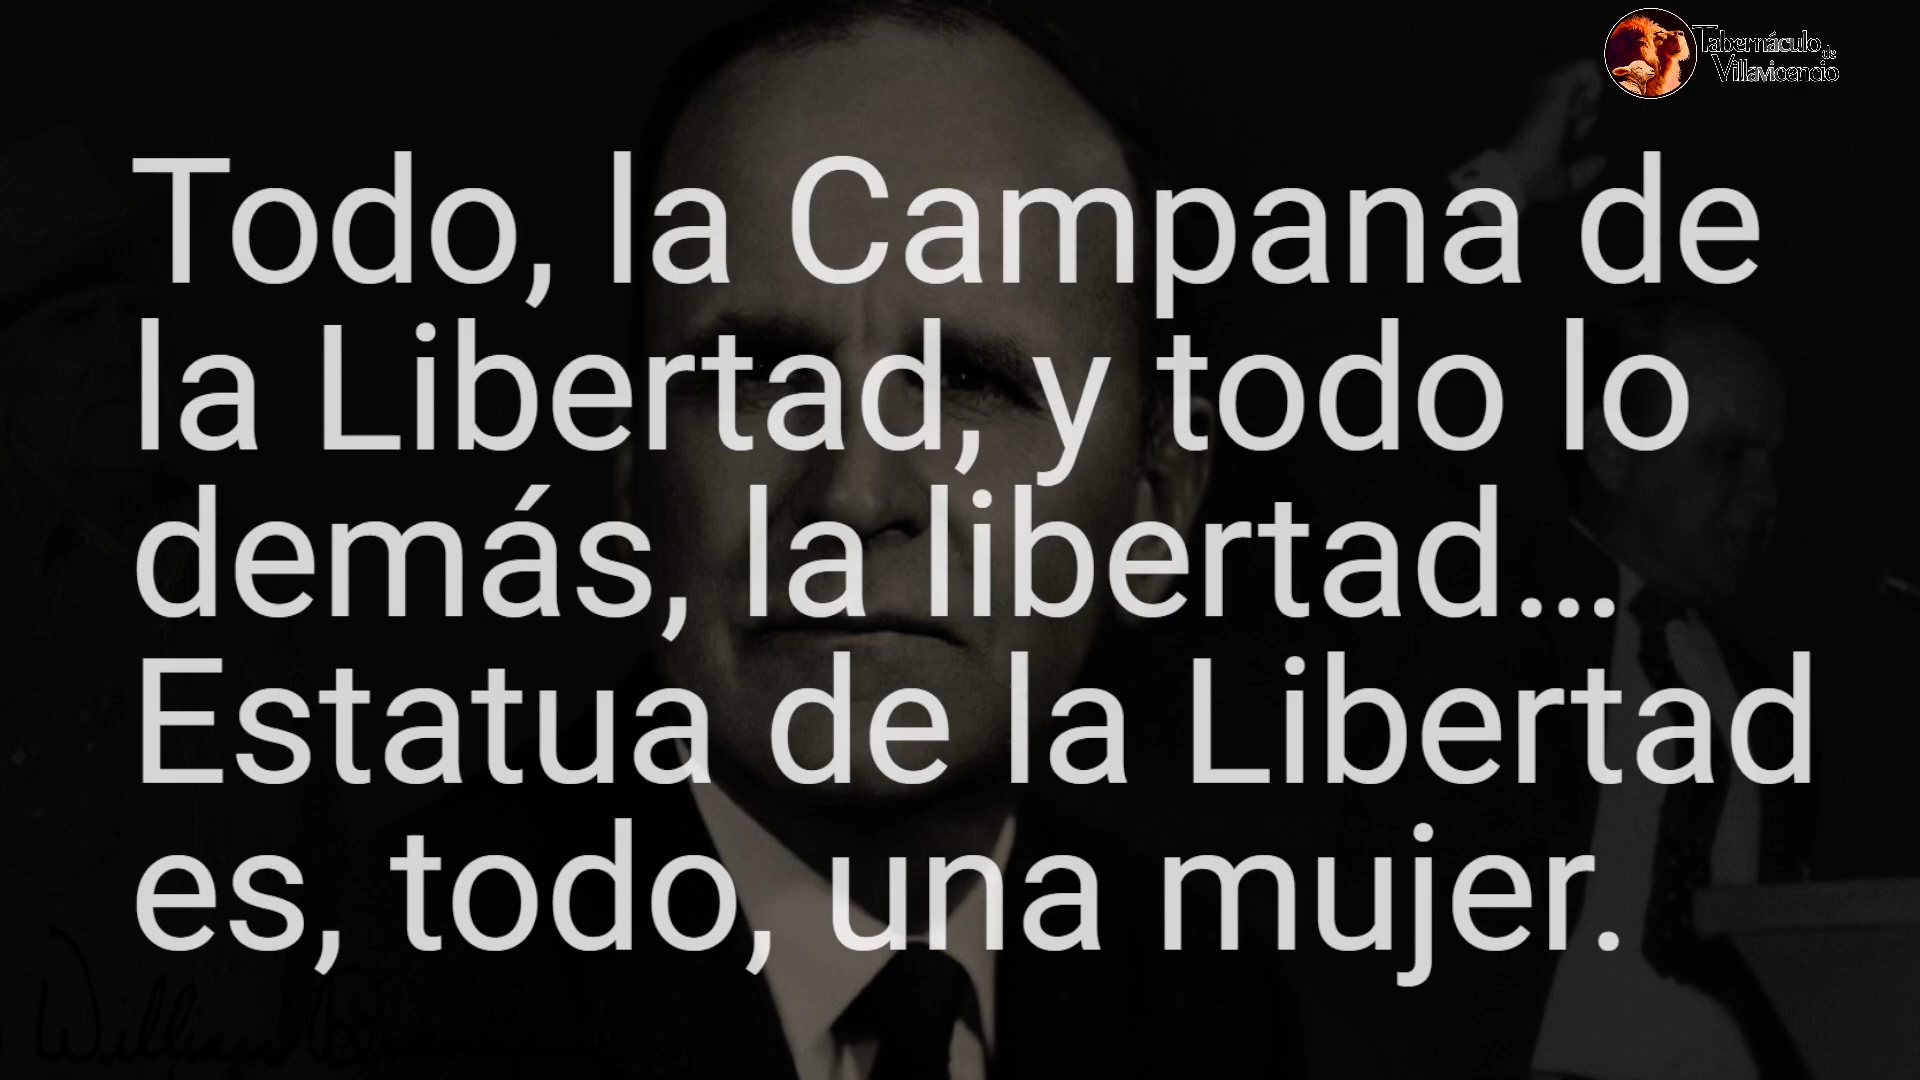 Tabernáculo
de
Villavicencio
Todo, la Campana de
la Libertad, y todo lo
demás, la libertad…
Estatua de la Libertad
es, todo, una mujer.
William